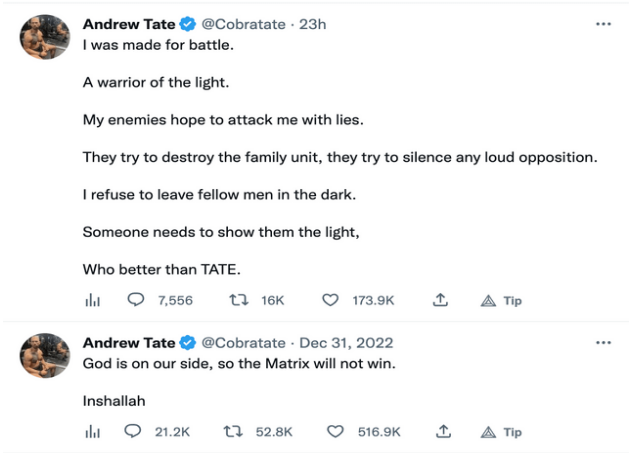 Andrew Tate @Cobratate · 23h
I was made for battle.
A warrior of the light.
My enemies hope to attack me with lies.
They try to destroy the family unit, they try to silence any loud opposition.
I refuse to leave fellow men in the dark.
Someone needs to show them the light,
Who better than TATE.
7,556 16K 173.9K Tip
Andrew Tate @Cobratate · Dec 31, 2022
God is on our side, so the Matrix will not win.
Inshallah
21.2K 52.8K 516.9K Tip